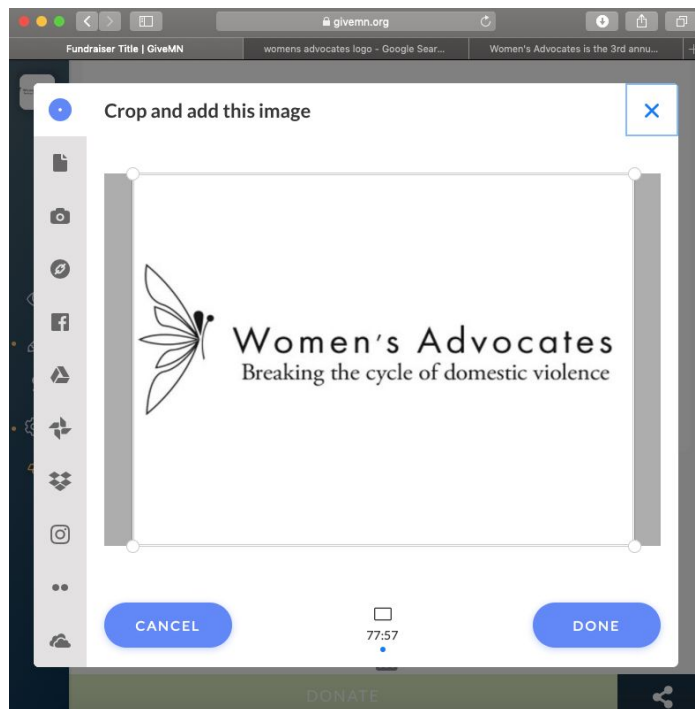 givemn.org
Fundraiser Title | GiveMN
womens advocates logo - Google Sear...
Women's Advocates is the 3rd annu...
Crop and add this image
Women's Advocates
Breaking the cycle of domestic violence
CANCEL
77:57
DONE
DONATE